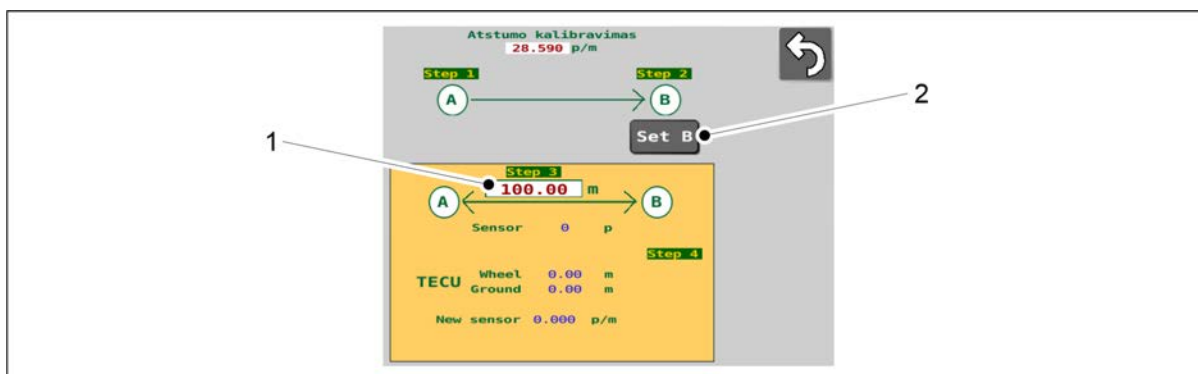 Atstumo kalibravimas
28.590 p/m
Step 1
Step 2
A
B
Set B
2
1
Step 3
100.00 m
A
B
Sensor 0 p
Step 4
TECU
Wheel 0.00 m
Ground 0.00 m
New sensor 0.000 p/m